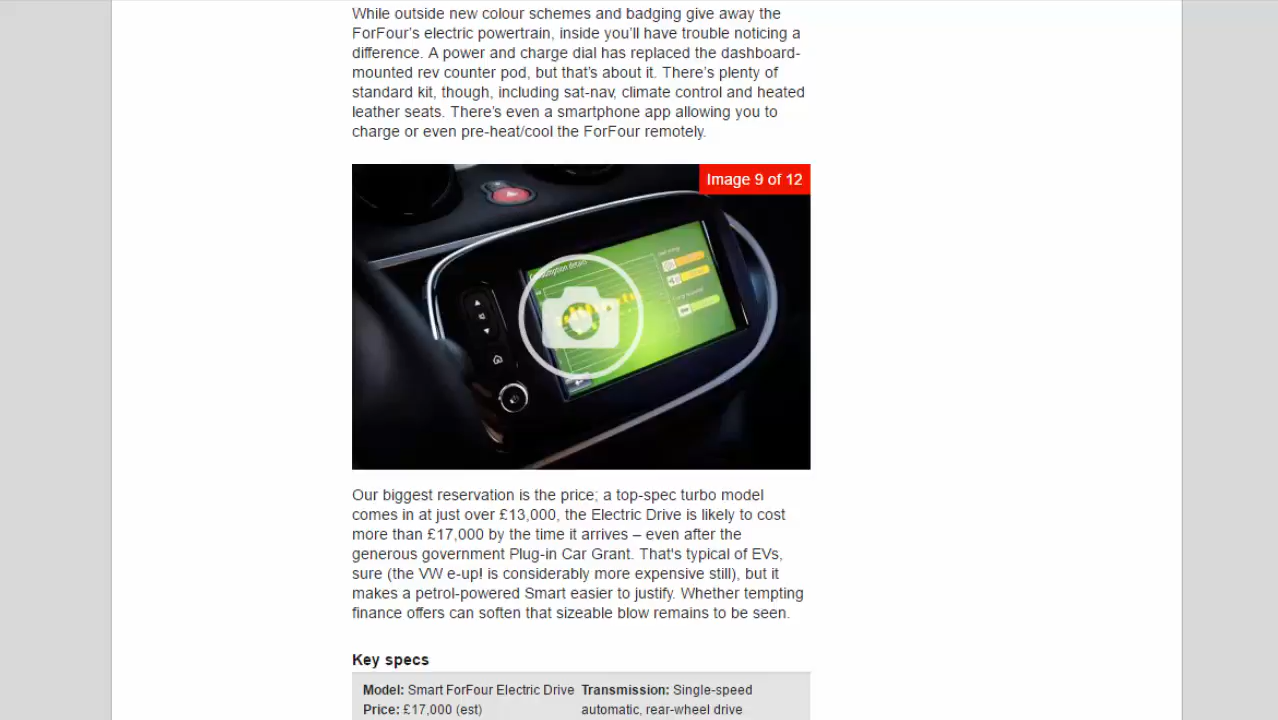 While outside new colour schemes and badging give away the
ForFour’s electric powertrain, inside you’ll have trouble noticing a
difference. A power and charge dial has replaced the dashboard-
mounted rev counter pod, but that’s about it. There’s plenty of
standard kit, though, including sat-nav, climate control and heated
leather seats. There’s even a smartphone app allowing you to
charge or even pre-heat/cool the ForFour remotely.
Image 9 of 12
Consumption details
Our biggest reservation is the price; a top-spec turbo model
comes in at just over £13,000, the Electric Drive is likely to cost
more than £17,000 by the time it arrives – even after the
generous government Plug-in Car Grant. That's typical of EVs,
sure (the VW e-up! is considerably more expensive still), but it
makes a petrol-powered Smart easier to justify. Whether tempting
finance offers can soften that sizeable blow remains to be seen.
Key specs
Model: Smart ForFour Electric Drive
Price: £17,000 (est)
Transmission: Single-speed
automatic, rear-wheel drive